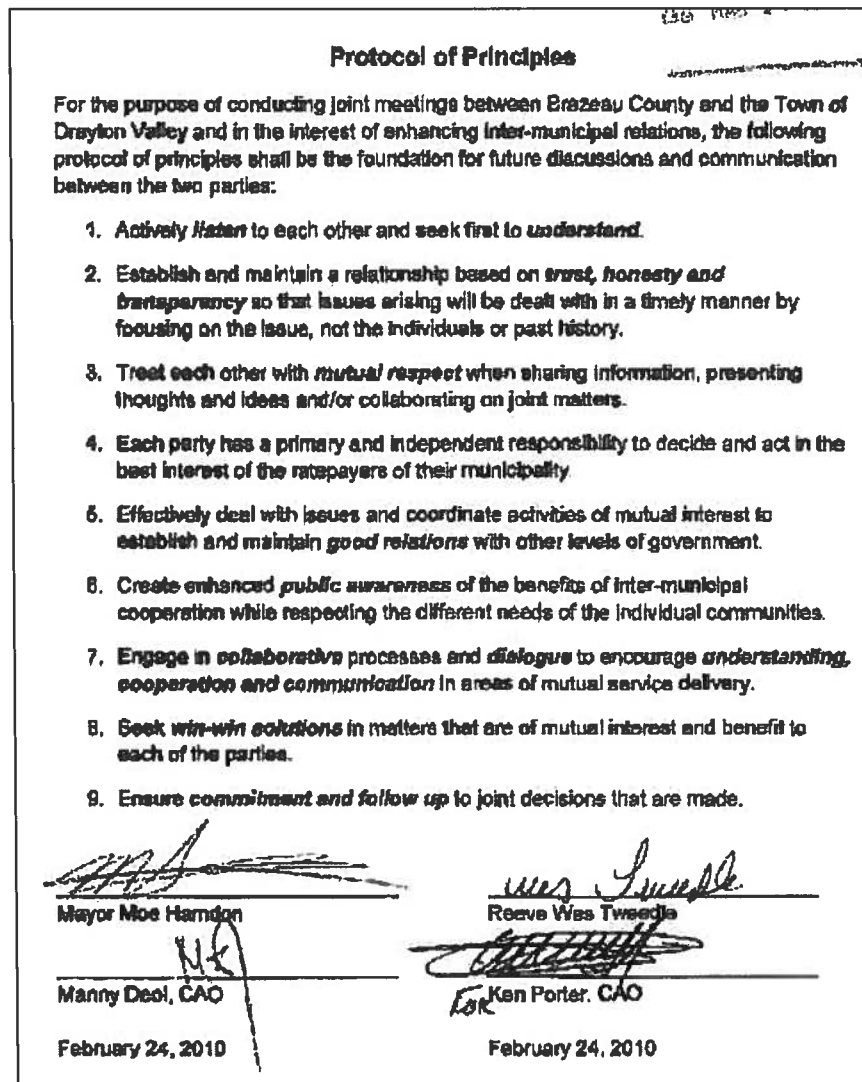 Protocol of Principles
For the purpose of conducting joint meetings between Brazeau County and the Town of
Drayton Valley and in the interest of enhancing inter-municipal relations, the following
protocol of principles shall be the foundation for future discussions and communication
between the two parties:
1. Actively listen to each other and seek first to understand.
2. Establish and maintain a relationship based on trust, honesty and
transparency so that issues arising will be dealt with in a timely manner by
focusing on the issue, not the individuals or past history.
3. Treat each other with mutual respect when sharing information, presenting
thoughts and ideas and/or collaborating on joint matters.
4. Each party has a primary and independent responsibility to decide and act in the
best interest of the ratepayers of their municipality.
5. Effectively deal with issues and coordinate activities of mutual interest to
establish and maintain good relations with other levels of government.
6. Create enhanced public awareness of the benefits of inter-municipal
cooperation while respecting the different needs of the individual communities.
7. Engage in collaborative processes and dialogue to encourage understanding,
cooperation and communication in areas of mutual service delivery.
8. Seek win-win solutions in matters that are of mutual interest and benefit to
each of the parties.
9. Ensure commitment and follow up to joint decisions that are made.
Wes Tweedle
Mayor Moe Hamdon Reeve Wes Tweedle
Manny Deol, CAO For Ken Porter, CAO
February 24, 2010 February 24, 2010